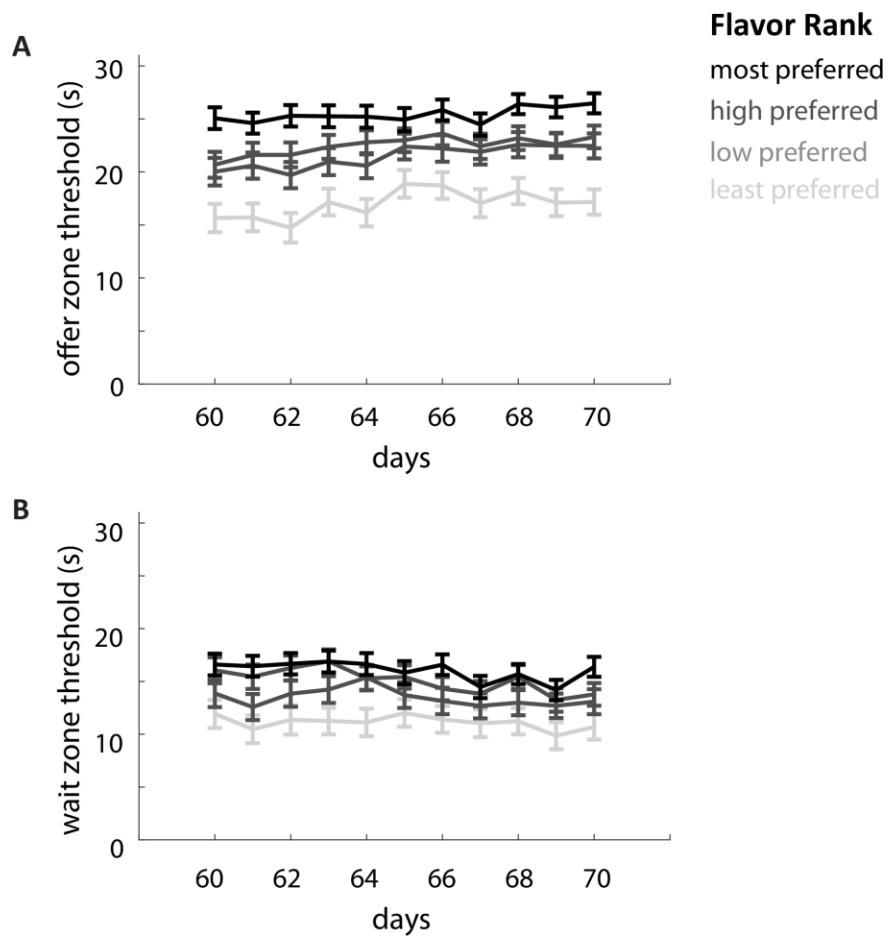 Flavor Rank
most preferred
high preferred
low preferred
least preferred
A
offer zone threshold (s)
30
20
10
0
60 62 64 66 68 70
days
B
wait zone threshold (s)
30
20
10
0
60 62 64 66 68 70
days